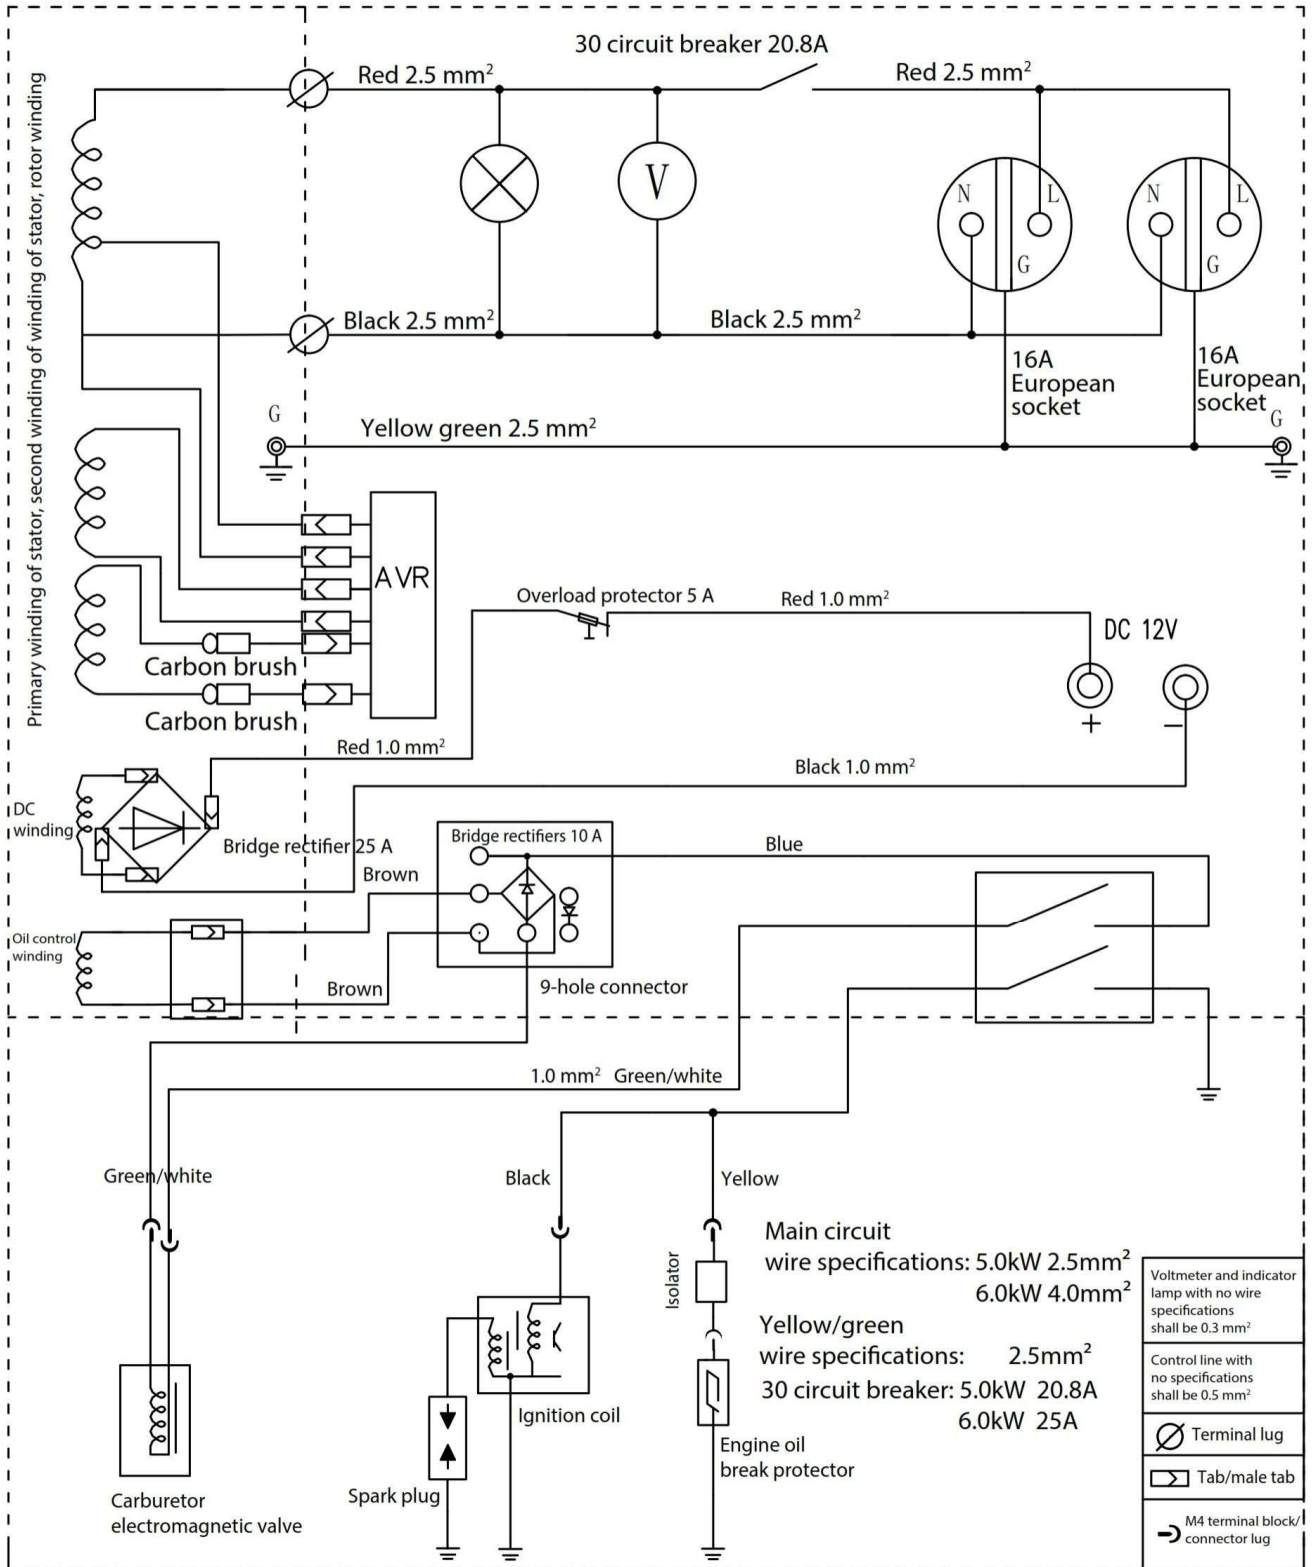 30 circuit breaker 20.8A
Red 2.5 mm²
Red 2.5 mm²
Primary winding of stator, second winding of winding of stator, rotor winding
V
N
L
G
N
L
G
Black 2.5 mm²
Black 2.5 mm²
16A
European
socket
16A
European
socket
G
G
Yellow green 2.5 mm²
AVR
Overload protector 5 A
Red 1.0 mm²
DC 12V
Carbon brush
+
−
Carbon brush
Red 1.0 mm²
Black 1.0 mm²
DC
winding
Bridge rectifier 25 A
Bridge rectifiers 10 A
Blue
Brown
Oil control
winding
Brown
9-hole connector
1.0 mm² Green/white
Green/white
Black
Yellow
Isolator
Main circuit
wire specifications: 5.0kW 2.5mm²
6.0kW 4.0mm²
Yellow/green
wire specifications: 2.5mm²
30 circuit breaker: 5.0kW 20.8A
6.0kW 25A
Ignition coil
Engine oil
break protector
Spark plug
Carburetor
electromagnetic valve
Voltmeter and indicator
lamp with no wire
specifications
shall be 0.3 mm²
Control line with
no specifications
shall be 0.5 mm²
Terminal lug
Tab/male tab
M4 terminal block/
connector lug